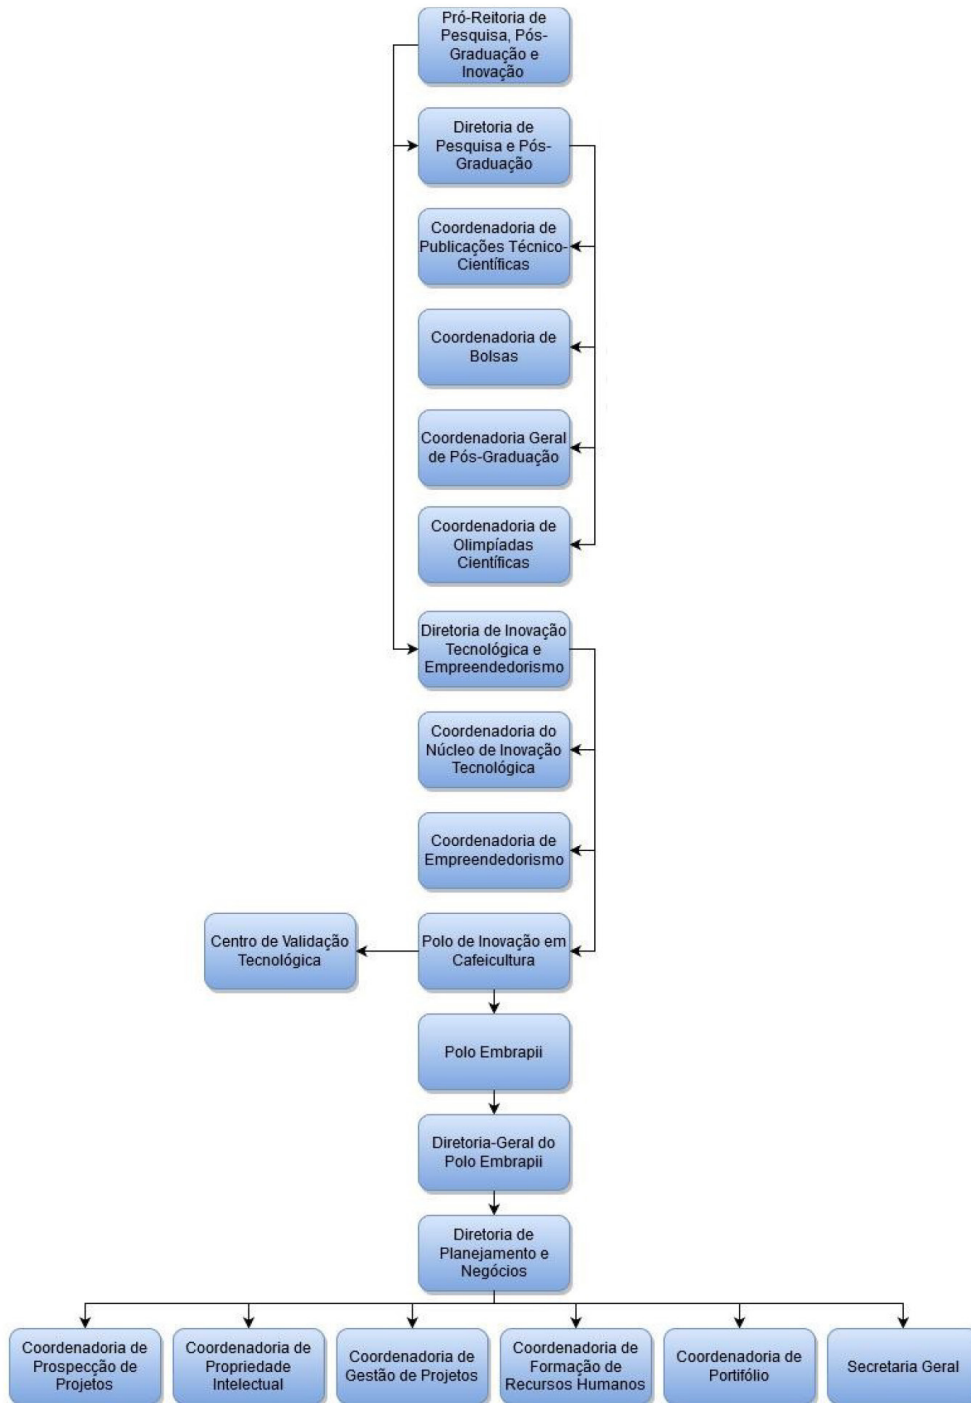 Pró-Reitoria de
Pesquisa, Pós-
Graduação e
Inovação
Diretoria de
Pesquisa e Pós-
Graduação
Coordenadoria de
Publicações Técnico-
Científicas
Coordenadoria de
Bolsas
Coordenadoria Geral
de Pós-Graduação
Coordenadoria de
Olimpíadas
Científicas
Diretoria de Inovação
Tecnológica e
Empreendedorismo
Coordenadoria do
Núcleo de Inovação
Tecnológica
Coordenadoria de
Empreendedorismo
Centro de Validação
Tecnológica
Polo de Inovação em
Cafeicultura
Polo Embrapii
Diretoria-Geral do
Polo Embrapii
Diretoria de
Planejamento e
Negócios
Coordenadoria de
Prospecção de
Projetos
Coordenadoria de
Propriedade
Intelectual
Coordenadoria de
Gestão de Projetos
Coordenadoria de
Formação de
Recursos Humanos
Coordenadoria de
Portifólio
Secretaria Geral